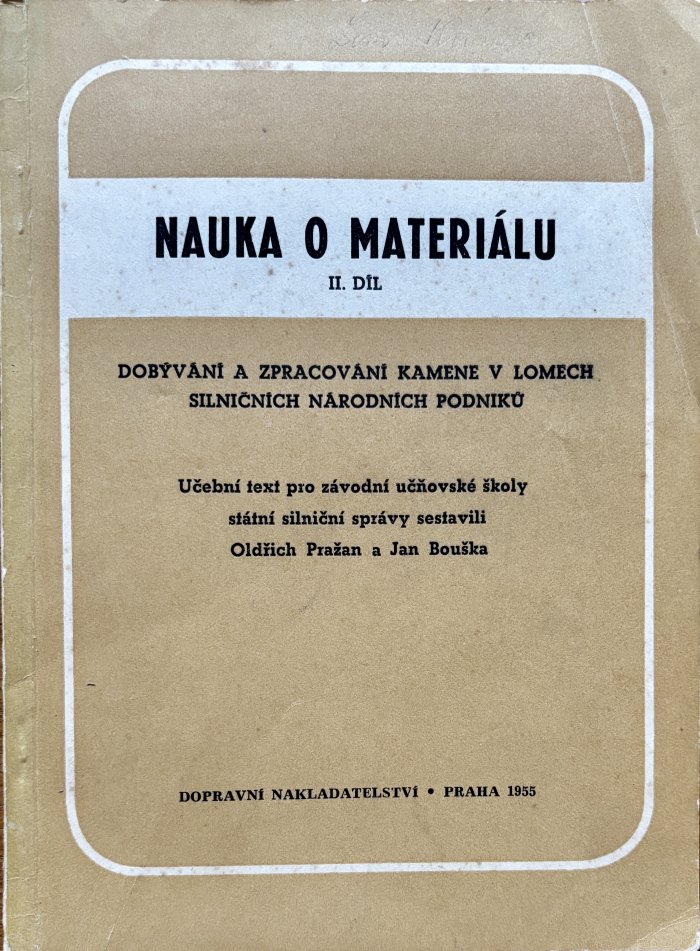 NAUKA O MATERIÁLU
II. DÍL
DOBÝVÁNÍ A ZPRACOVÁNÍ KAMENE V LOMECH
SILNIČNÍCH NÁRODNÍCH PODNIKŮ
Učební text pro závodní učňovské školy
státní silniční správy sestavili
Oldřich Pražan a Jan Bouška
DOPRAVNÍ NAKLADATELSTVÍ • PRAHA 1955